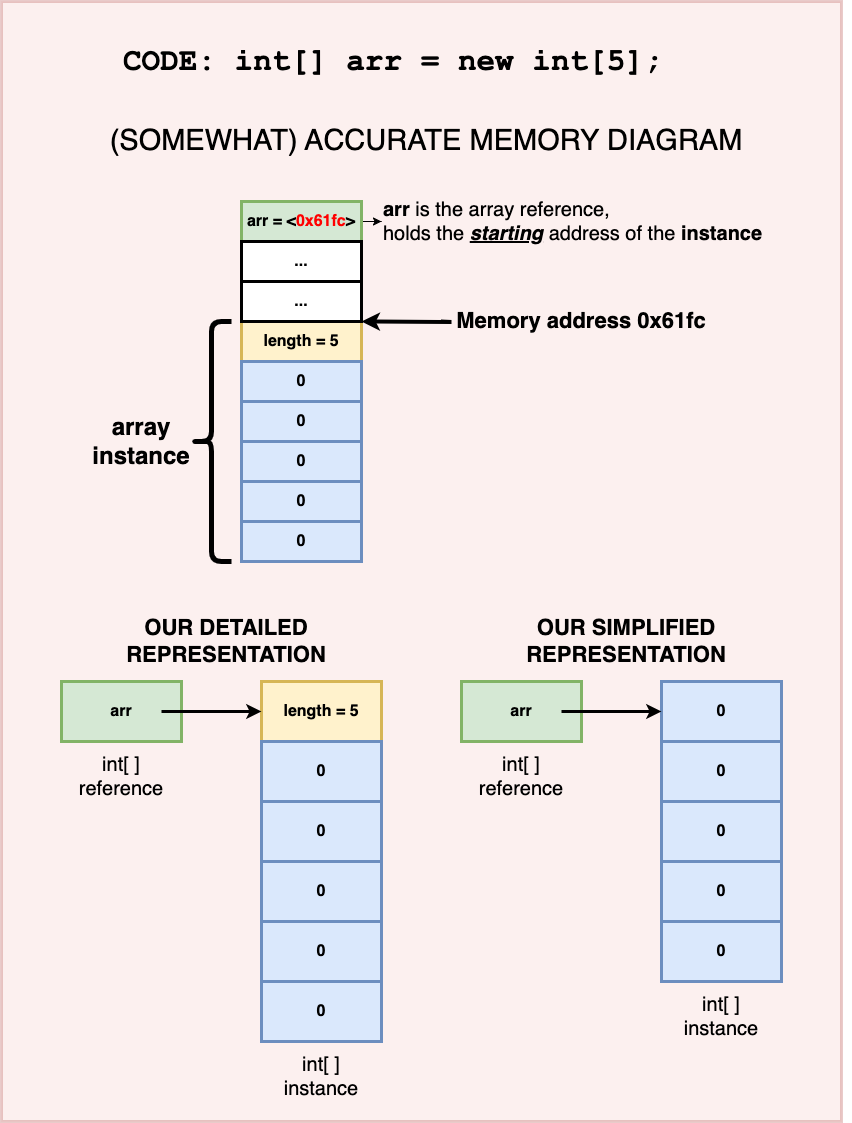 CODE: int[] arr = new int[5];
(SOMEWHAT) ACCURATE MEMORY DIAGRAM
arr = <0x61fc>
arr is the array reference,
holds the starting address of the instance
...
...
Memory address 0x61fc
length = 5
0
0
0
0
0
array
instance
OUR DETAILED
REPRESENTATION
arr
length = 5
int[ ]
reference
0
0
0
0
0
int[ ]
instance
OUR SIMPLIFIED
REPRESENTATION
arr
0
int[ ]
reference
0
0
0
0
int[ ]
instance